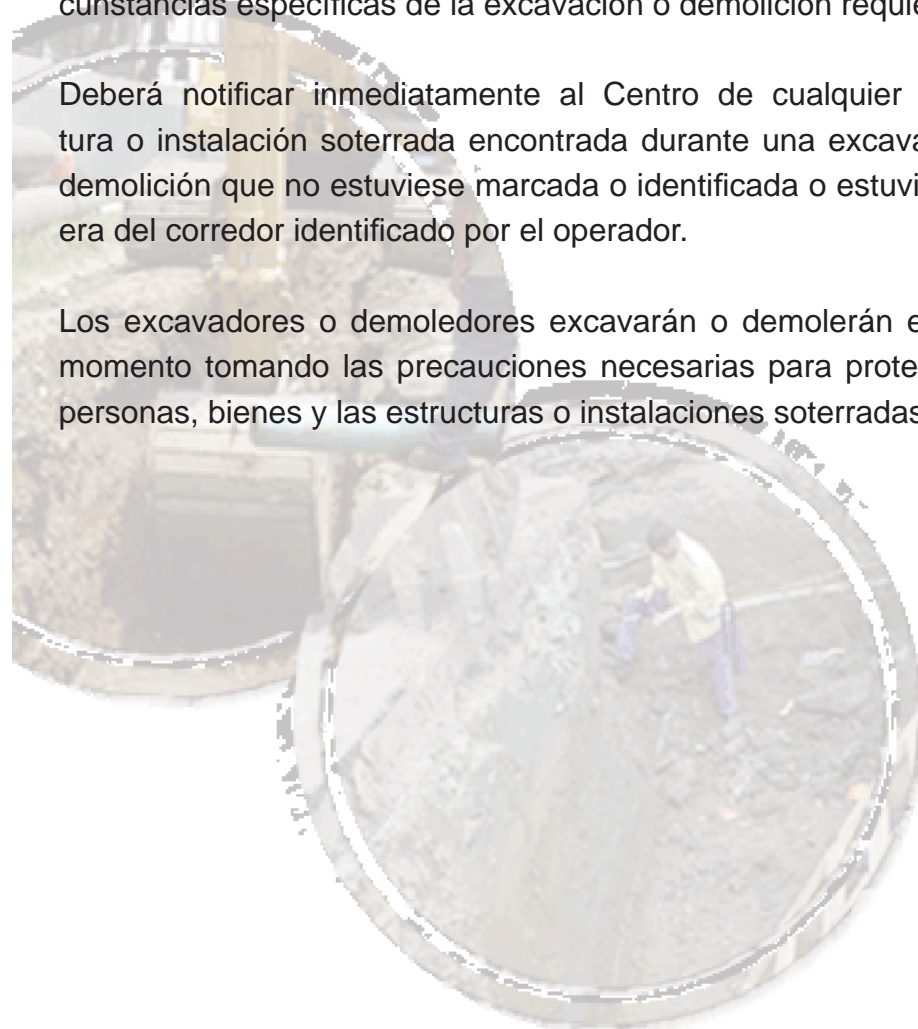 cunstancias específicas de la excavación o demolición requie
Deberá notificar inmediatamente al Centro de cualquier
tura o instalación soterrada encontrada durante una excava
demolición que no estuviese marcada o identificada o estuvi
era del corredor identificado por el operador.
Los excavadores o demoledores excavarán o demolerán e
momento tomando las precauciones necesarias para prote
personas, bienes y las estructuras o instalaciones soterradas